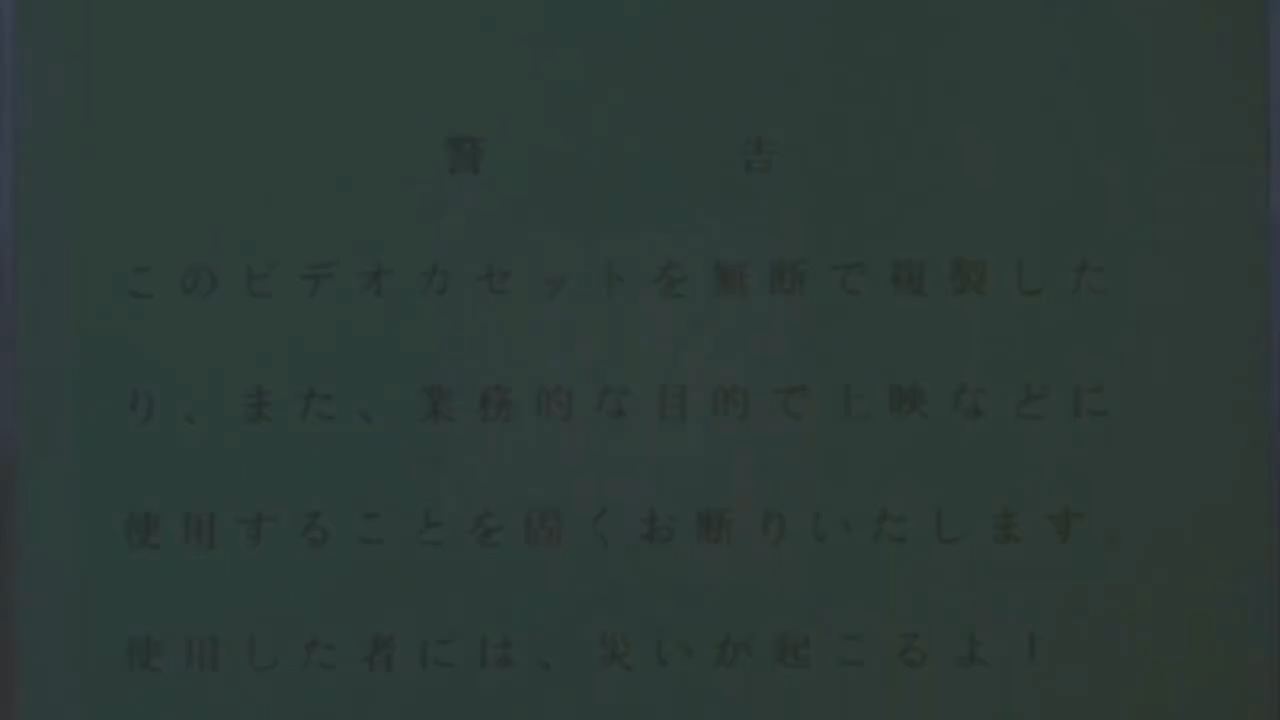 警告
このビデオカセットを無断で複製した
り、また、業務的な目的で上映などに
使用することを固くお断りいたします
使用した者には、災いが起こるよ！